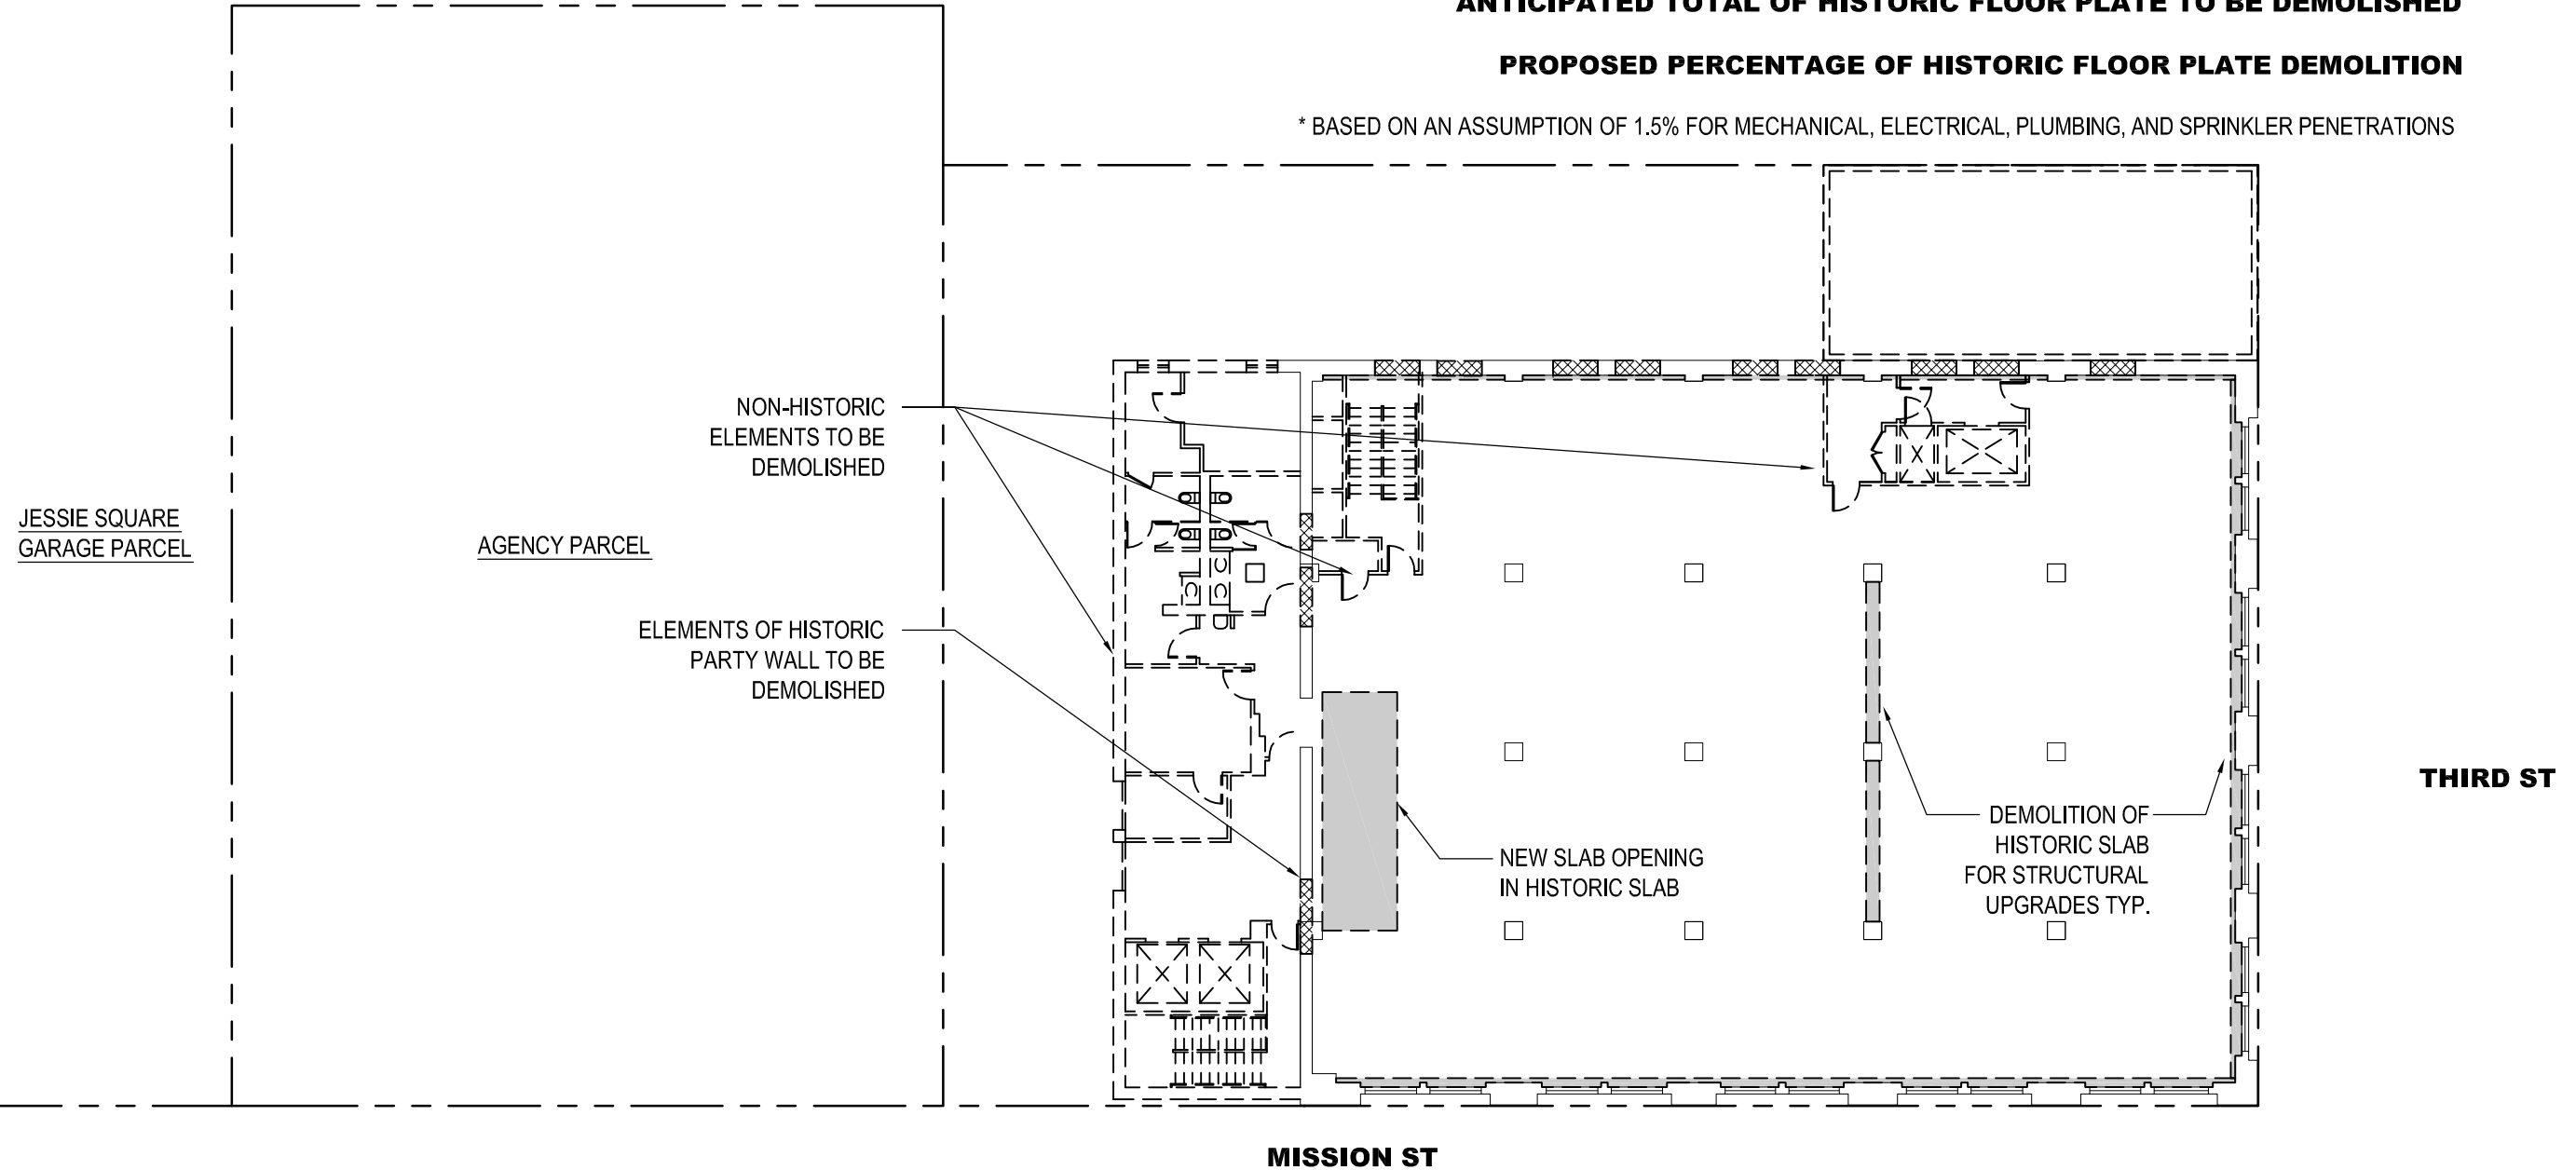 ANTICIPATED TOTAL OF HISTORIC FLOOR PLATE TO BE DEMOLISHED
PROPOSED PERCENTAGE OF HISTORIC FLOOR PLATE DEMOLITION
* BASED ON AN ASSUMPTION OF 1.5% FOR MECHANICAL, ELECTRICAL, PLUMBING, AND SPRINKLER PENETRATIONS
NON-HISTORIC
ELEMENTS TO BE
DEMOLISHED
JESSIE SQUARE
GARAGE PARCEL
AGENCY PARCEL
ELEMENTS OF HISTORIC
PARTY WALL TO BE
DEMOLISHED
NEW SLAB OPENING
IN HISTORIC SLAB
DEMOLITION OF
HISTORIC SLAB
FOR STRUCTURAL
UPGRADES TYP.
THIRD ST
MISSION ST